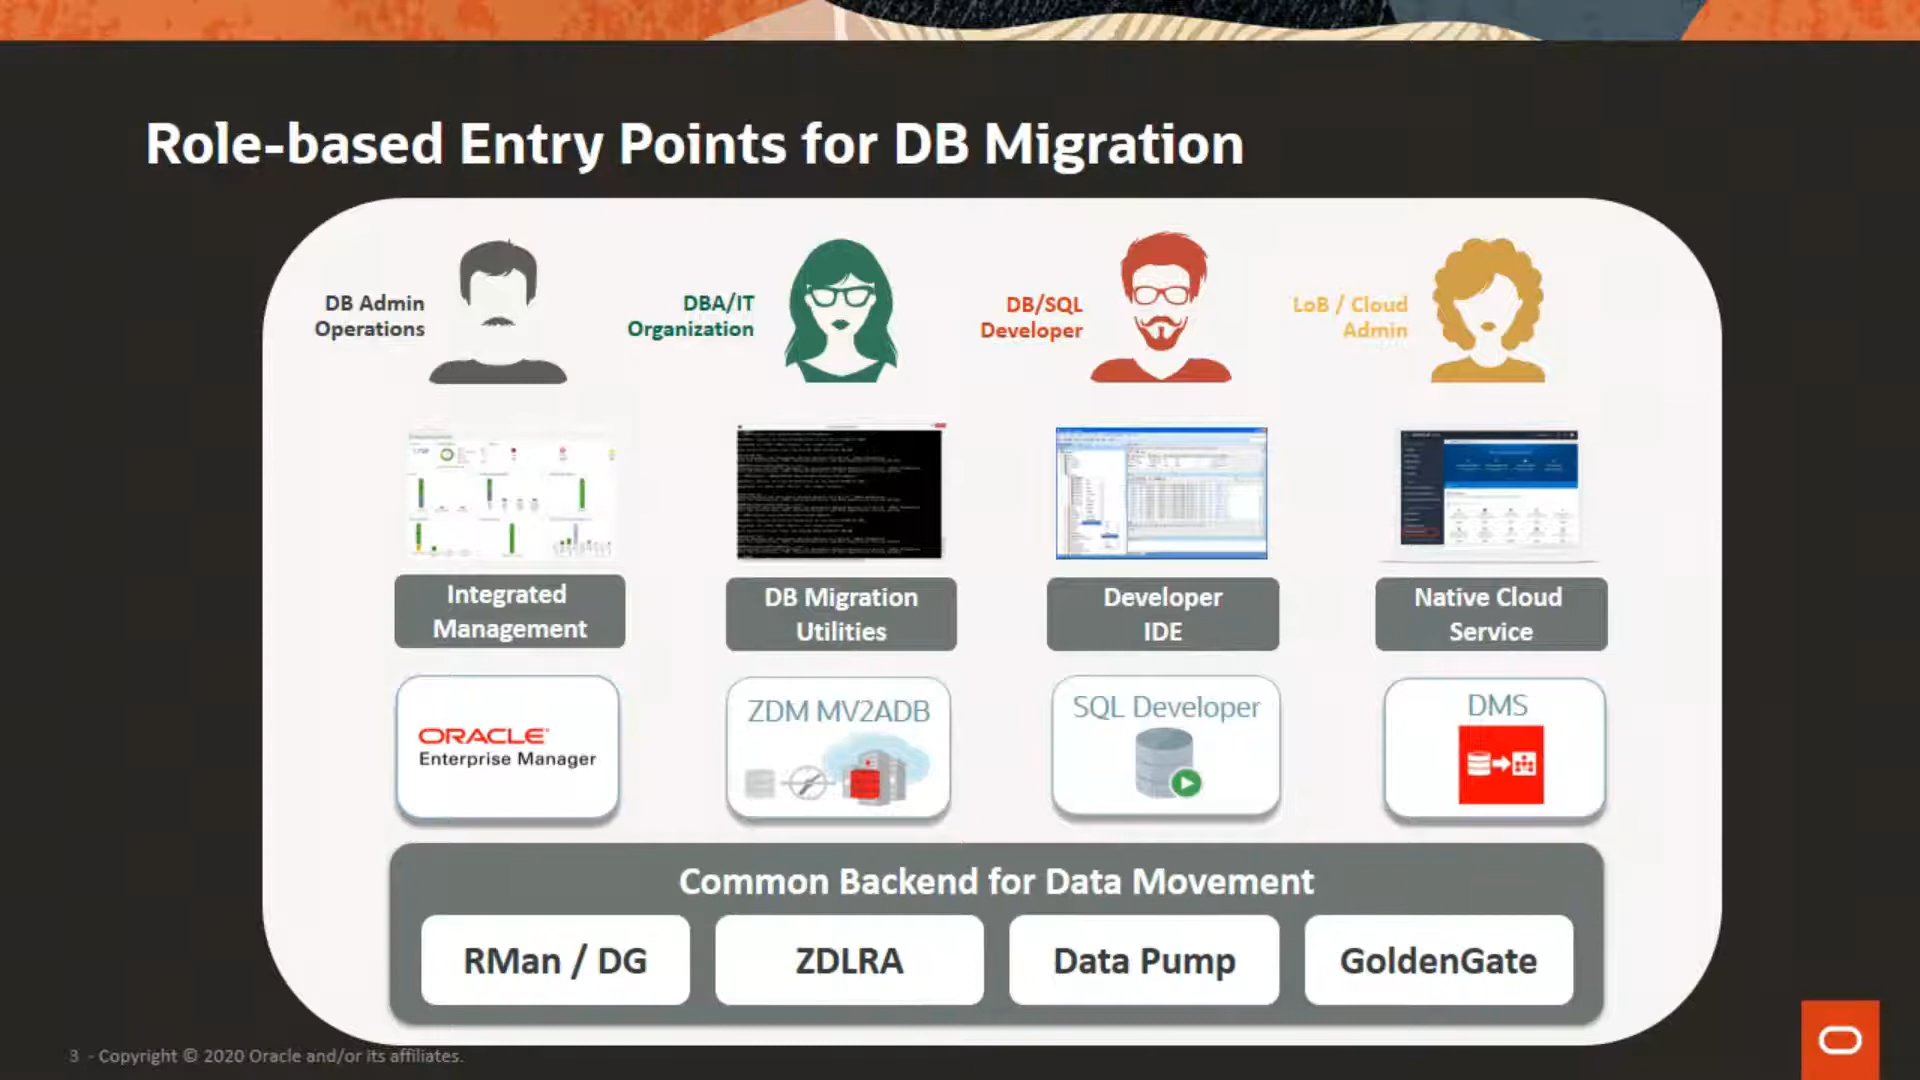 Role-based Entry Points for DB Migration
DB Admin
Operations
DBA/IT
Organization
DB/SQL
Developer
LoB / Cloud
Admin
Integrated
Management
DB Migration
Utilities
Developer
IDE
Native Cloud
Service
ORACLE
Enterprise Manager
ZDM MV2ADB
SQL Developer
DMS
Common Backend for Data Movement
RMan / DG
ZDLRA
Data Pump
GoldenGate
3 - Copyright © 2020 Oracle and/or its affiliates.